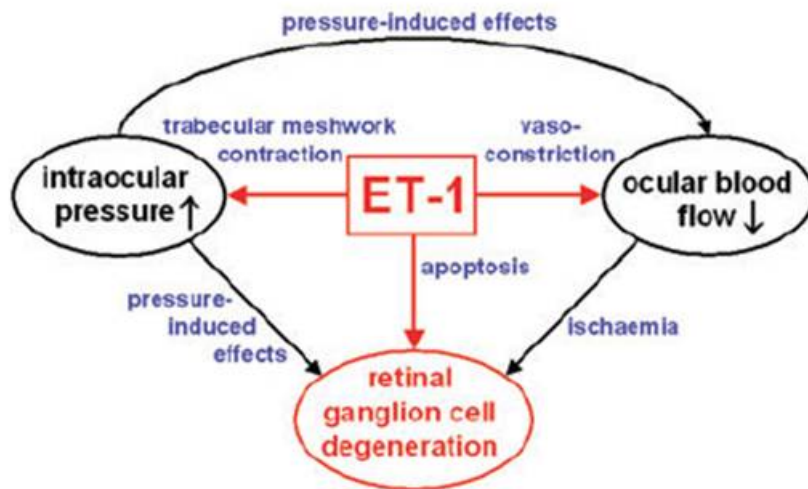 pressure-induced effects
trabecular meshwork
contraction
vaso-
constriction
intraocular
pressure↑
ET-1
ocular blood
flow↓
apoptosis
pressure-
induced
effects
ischaemia
retinal
ganglion cell
degeneration